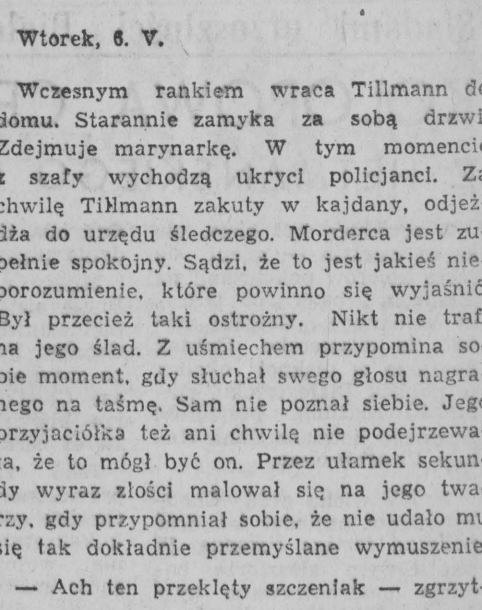 Wtorek, 6. V.
Wczesnym rankiem wraca Tillmann do
domu. Starannie zamyka za sobą drzwi
Zdejmuje marynarkę. W tym momencie
z szafy wychodzą ukryci policjanci. Za
chwilę Tillmann zakuty w kajdany, odjeż-
dża do urzędu śledczego. Morderca jest zu-
pełnie spokojny. Sądzi, że to jest jakieś nie-
porozumienie, które powinno się wyjaśnić
Był przecież taki ostrożny. Nikt nie traf
na jego ślad. Z uśmiechem przypomina so-
bie moment, gdy słuchał swego głosu nagra-
nego na taśmę. Sam nie poznał siebie. Jego
przyjaciółka też ani chwilę nie podejrzewa-
ła, że to mógł być on. Przez ułamek sekun-
dy wyraz złości malował się na jego twa-
rzy, gdy przypomniał sobie, że nie udało mu
się tak dokładnie przemyślane wymuszenie
— Ach ten przeklęty szczeniak — zgrzyt-